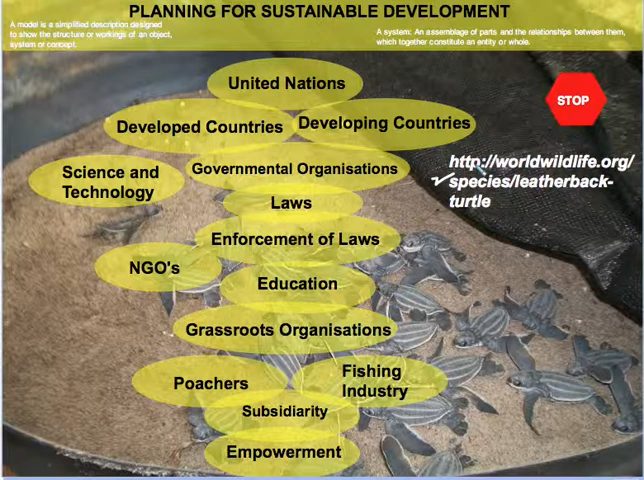 PLANNING FOR SUSTAINABLE DEVELOPMENT
A model is a simplified description designed
to show the structure or workings of an object,
system or concept.
A system: An assemblage of parts and the relationships between them,
which together constitute an entity or whole.
United Nations
STOP
Developed Countries
Developing Countries
http://worldwildlife.org/
species/leatherback-
turtle
Science and
Technology
Governmental Organisations
Laws
Enforcement of Laws
NGO's
Education
Grassroots Organisations
Poachers
Fishing
Industry
Subsidiarity
Empowerment